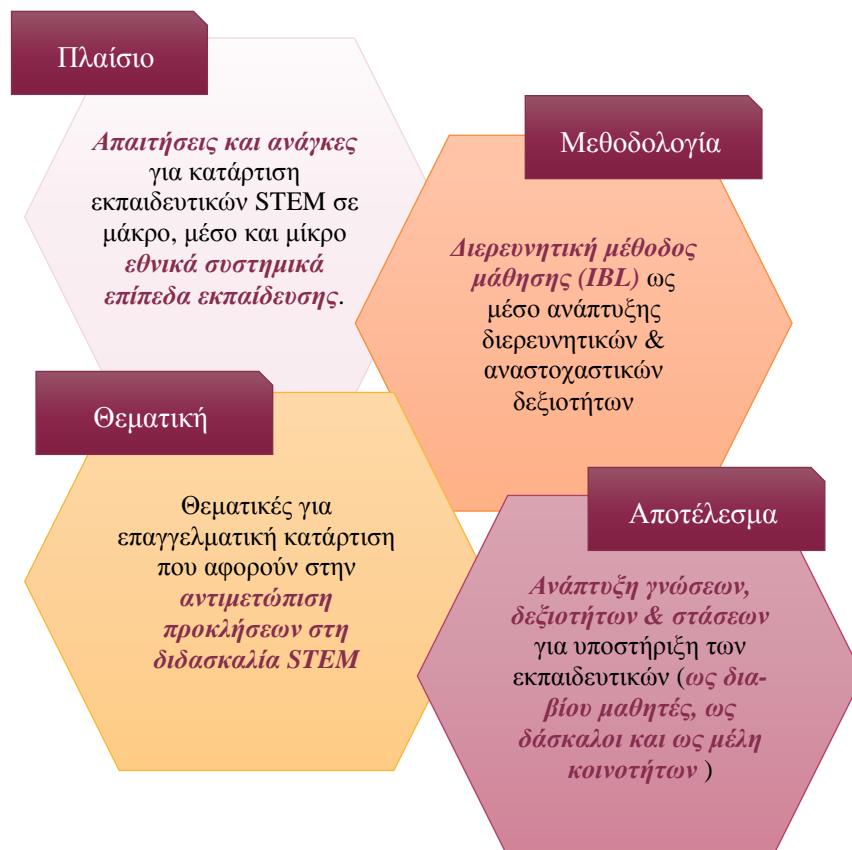 Πλαίσιο
Απαιτήσεις και ανάγκες
για κατάρτιση
εκπαιδευτικών STEM σε
μάκρο, μέσο και μίκρο
εθνικά συστημικά
επίπεδα εκπαίδευσης.
Μεθοδολογία
Διερευνητική μέθοδος
μάθησης (IBL) ως
μέσο ανάπτυξης
διερευνητικών &
αναστοχαστικών
δεξιοτήτων
Θεματική
Θεματικές για
επαγγελματική κατάρτιση
που αφορούν στην
αντιμετώπιση
προκλήσεων στη
διδασκαλία STEM
Αποτέλεσμα
Ανάπτυξη γνώσεων,
δεξιοτήτων & στάσεων
για υποστήριξη των
εκπαιδευτικών (ως δια-
βίου μαθητές, ως
δάσκαλοι και ως μέλη
κοινοτήτων )